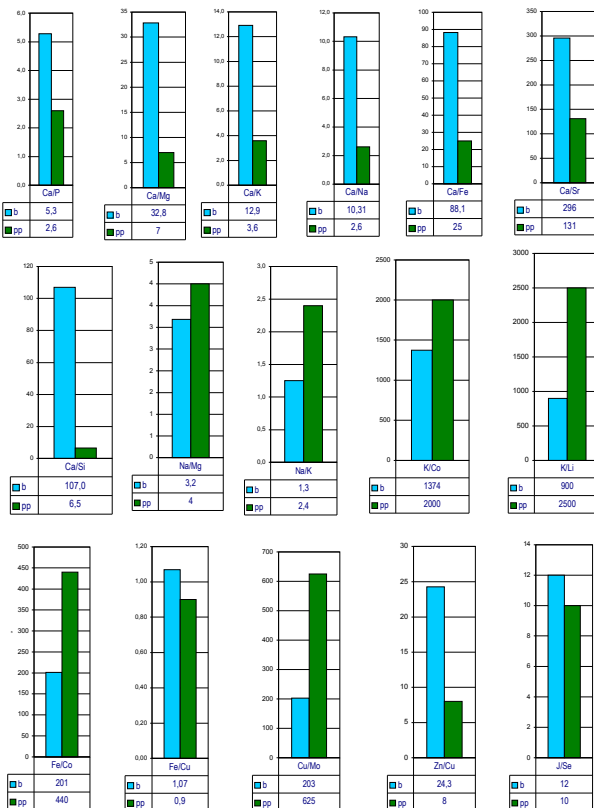 6,0
5,0
4,0
3,0
2,0
1,0
0,0
Ca/P
b 5,3
pp 2,6
35
30
25
20
15
10
5
0
Ca/Mg
b 32,8
pp 7
14,0
12,0
10,0
8,0
6,0
4,0
2,0
0,0
Ca/K
b 12,9
pp 3,6
12,0
10,0
8,0
6,0
4,0
2,0
0,0
Ca/Na
b 10,31
pp 2,6
100
90
80
70
60
50
40
30
20
10
0
Ca/Fe
b 88,1
pp 25
350
300
250
200
150
100
50
0
Ca/Sr
b 296
pp 131
120
100
80
60
40
20
0
Ca/Si
b 107,0
pp 6,5
5
4
4
3
3
2
2
1
1
0
Na/Mg
b 3,2
pp 4
3,0
2,5
2,0
1,5
1,0
0,5
0,0
Na/K
b 1,3
pp 2,4
2500
2000
1500
1000
500
0
K/Co
b 1374
pp 2000
3000
2500
2000
1500
1000
500
0
K/Li
b 900
pp 2500
500
450
400
350
300
250
200
150
100
50
0
Fe/Co
b 201
pp 440
1,20
1,00
0,80
0,60
0,40
0,20
0,00
Fe/Cu
b 1,07
pp 0,9
700
600
500
400
300
200
100
0
Cu/Mo
b 203
pp 625
30
25
20
15
10
5
0
Zn/Cu
b 24,3
pp 8
14
12
10
8
6
4
2
0
J/Se
b 12
pp 10